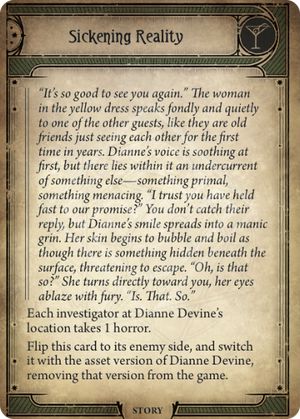 Sickening Reality
“It’s so good to see you again.” The woman
in the yellow dress speaks fondly and quietly
to one of the other guests, like they are old
friends just seeing each other for the first
time in years. Dianne’s voice is soothing at
first, but there lies within it an undercurrent
of something else—something primal,
something menacing. “I trust you have held
fast to our promise?” You don’t catch their
reply, but Dianne’s smile spreads into a manic
grin. Her skin begins to bubble and boil as
though there is something hidden beneath the
surface, threatening to escape. “Oh, is that
so?” She turns directly toward you, her eyes
ablaze with fury. “Is. That. So.”
Each investigator at Dianne Devine’s
location takes 1 horror.
Flip this card to its enemy side, and switch
it with the asset version of Dianne Devine,
removing that version from the game.
STORY